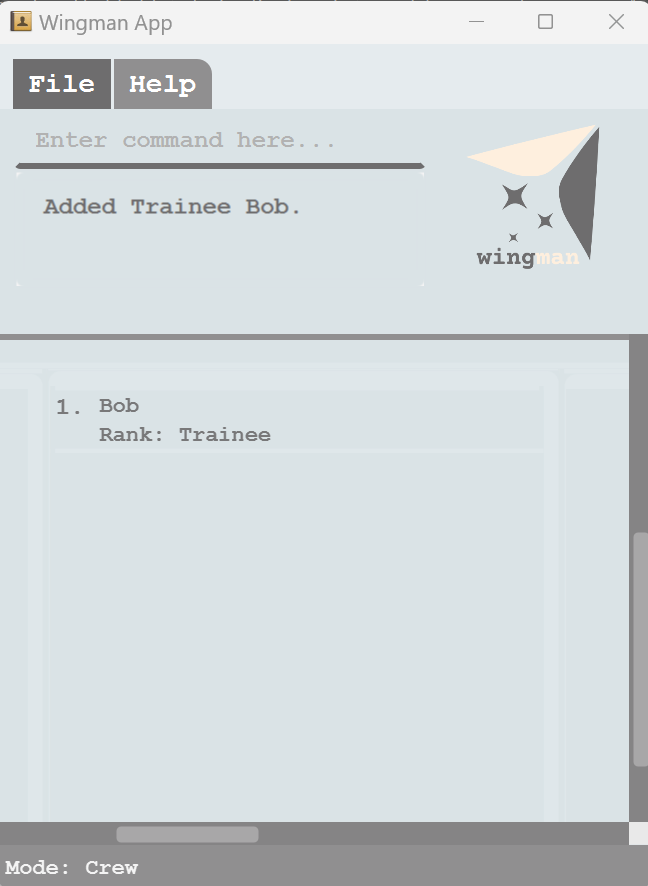 Wingman App
File Help
Enter command here...
Added Trainee Bob.
wingman
1. Bob
Rank: Trainee
Mode: Crew